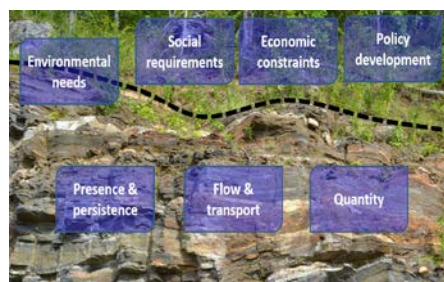 Environmental
needs
Social
requirements
Economic
constraints
Policy
development
Presence &
persistence
Flow &
transport
Quantity